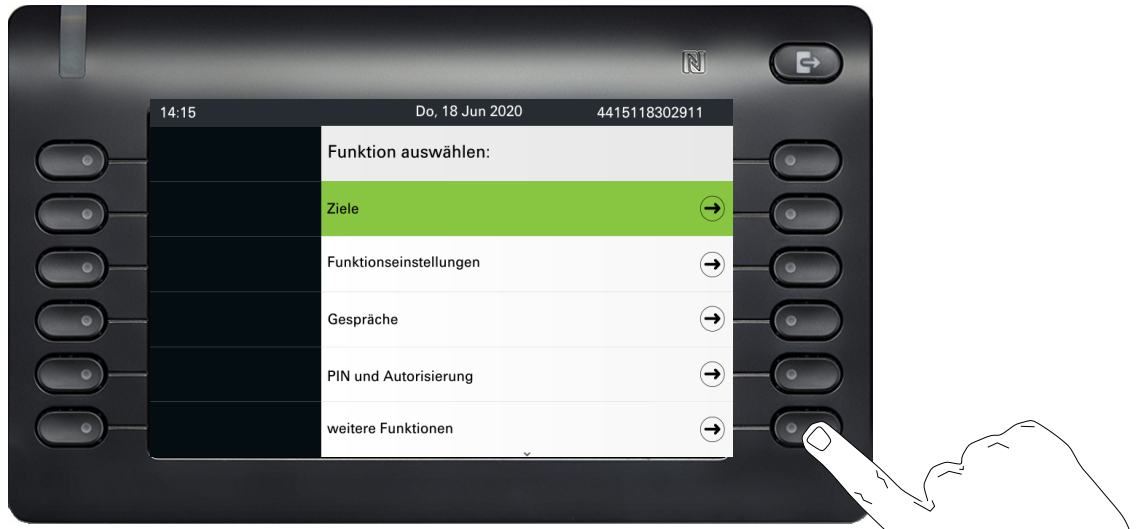 14:15 Do, 18 Jun 2020 4415118302911
Funktion auswählen:
Ziele
Funktionseinstellungen
Gespräche
PIN und Autorisierung
weitere Funktionen